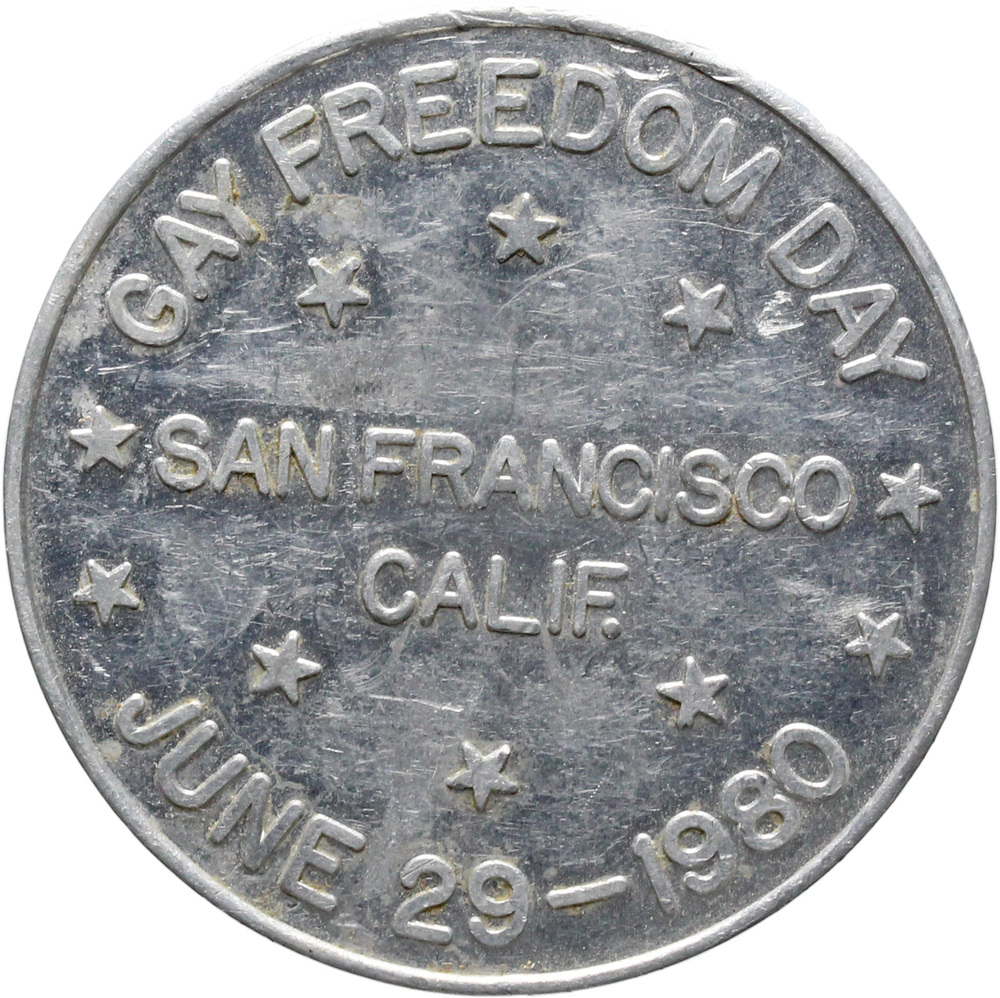 GAY FREEDOM DAY
SAN FRANCISCO
CALIF.
JUNE 29-1980